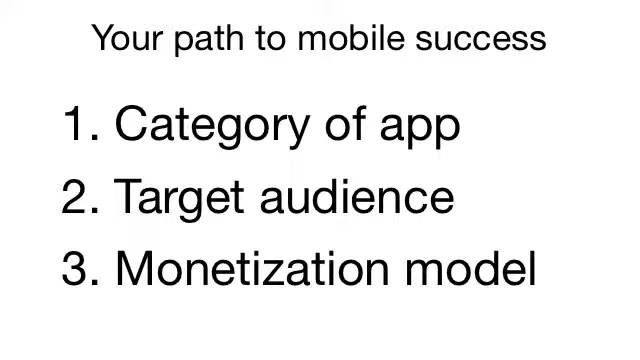 Your path to mobile success
1. Category of app
2. Target audience
3. Monetization model